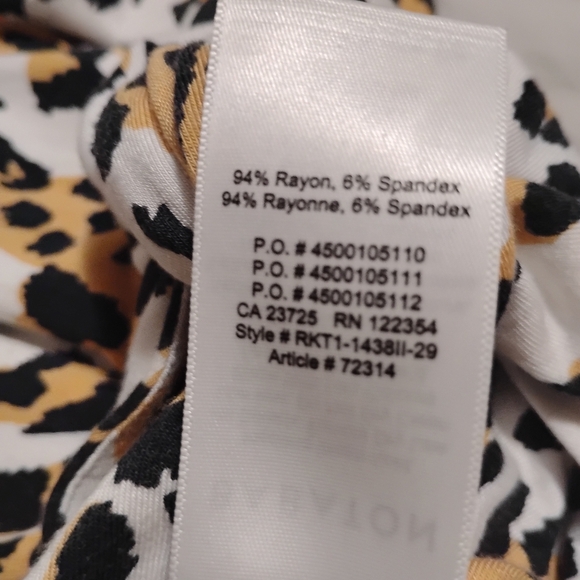 94% Rayon, 6% Spandex
94% Rayonne, 6% Spandex
P.O. # 4500105110
P.O. # 4500105111
P.O. # 4500105112
CA 23725 RN 122354
Style # RKT1-1438II-29
Article # 72314